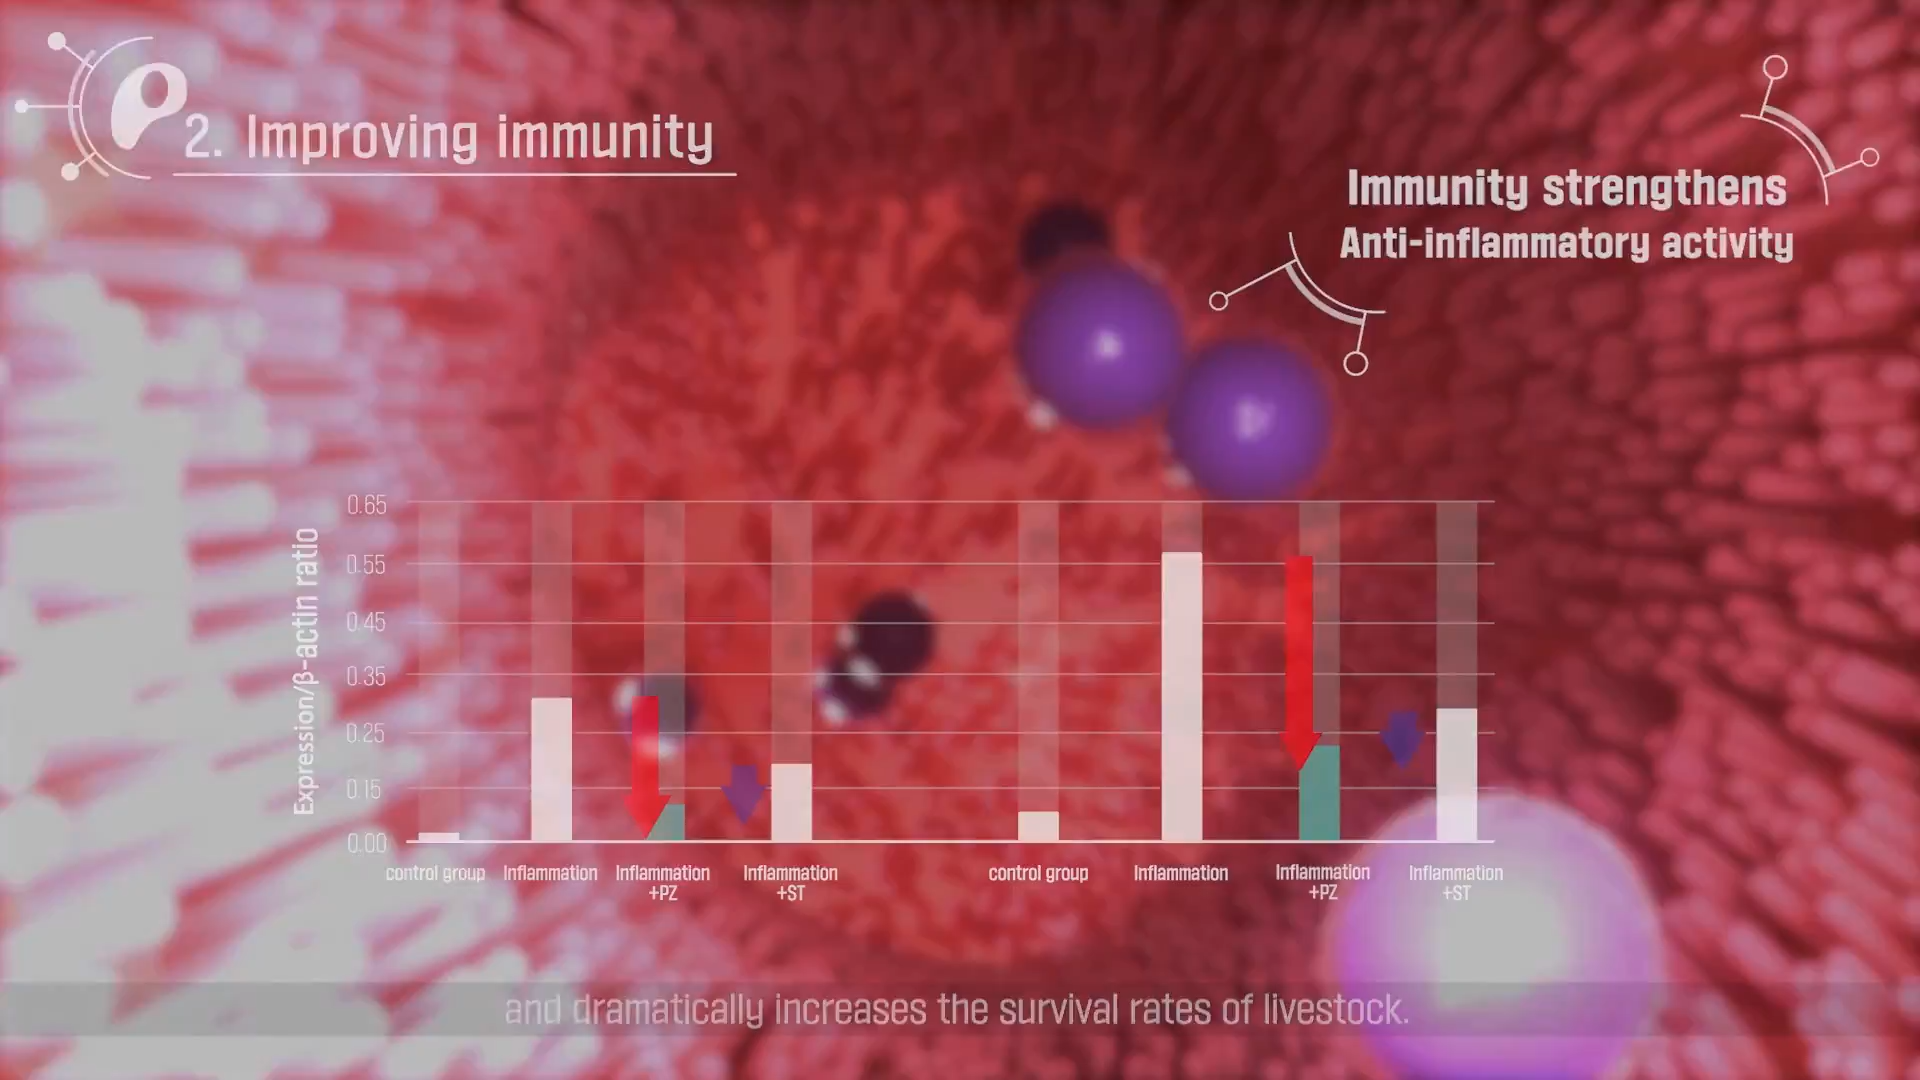 2. Improving immunity
Immunity strengthens
Anti-inflammatory activity
Expression/β-actin ratio
0.65
0.55
0.45
0.35
0.25
0.15
0.00
control group
Inflammation
Inflammation
+PZ
Inflammation
+ST
control group
Inflammation
Inflammation
+PZ
Inflammation
+ST
and dramatically increases the survival rates of livestock.